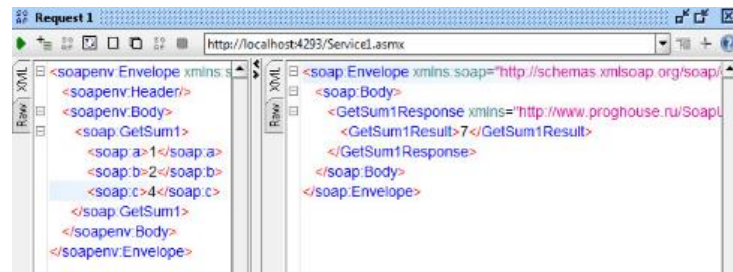 Request 1
http://localhost:4293/Service1.asmx
XML
Raw
<soapenv:Envelope xmlns:s
<soapenv:Header/>
<soapenv:Body>
<soap:GetSum1>
<soap:a>1</soap:a>
<soap:b>2</soap:b>
<soap:c>4</soap:c>
</soap:GetSum1>
</soapenv:Body>
</soapenv:Envelope>
XML
Raw
<soap:Envelope xmlns:soap="http://schemas.xmlsoap.org/soap/
<soap:Body>
<GetSum1Response xmlns="http://www.proghouse.ru/SoapU
<GetSum1Result>7</GetSum1Result>
</GetSum1Response>
</soap:Body>
</soap:Envelope>